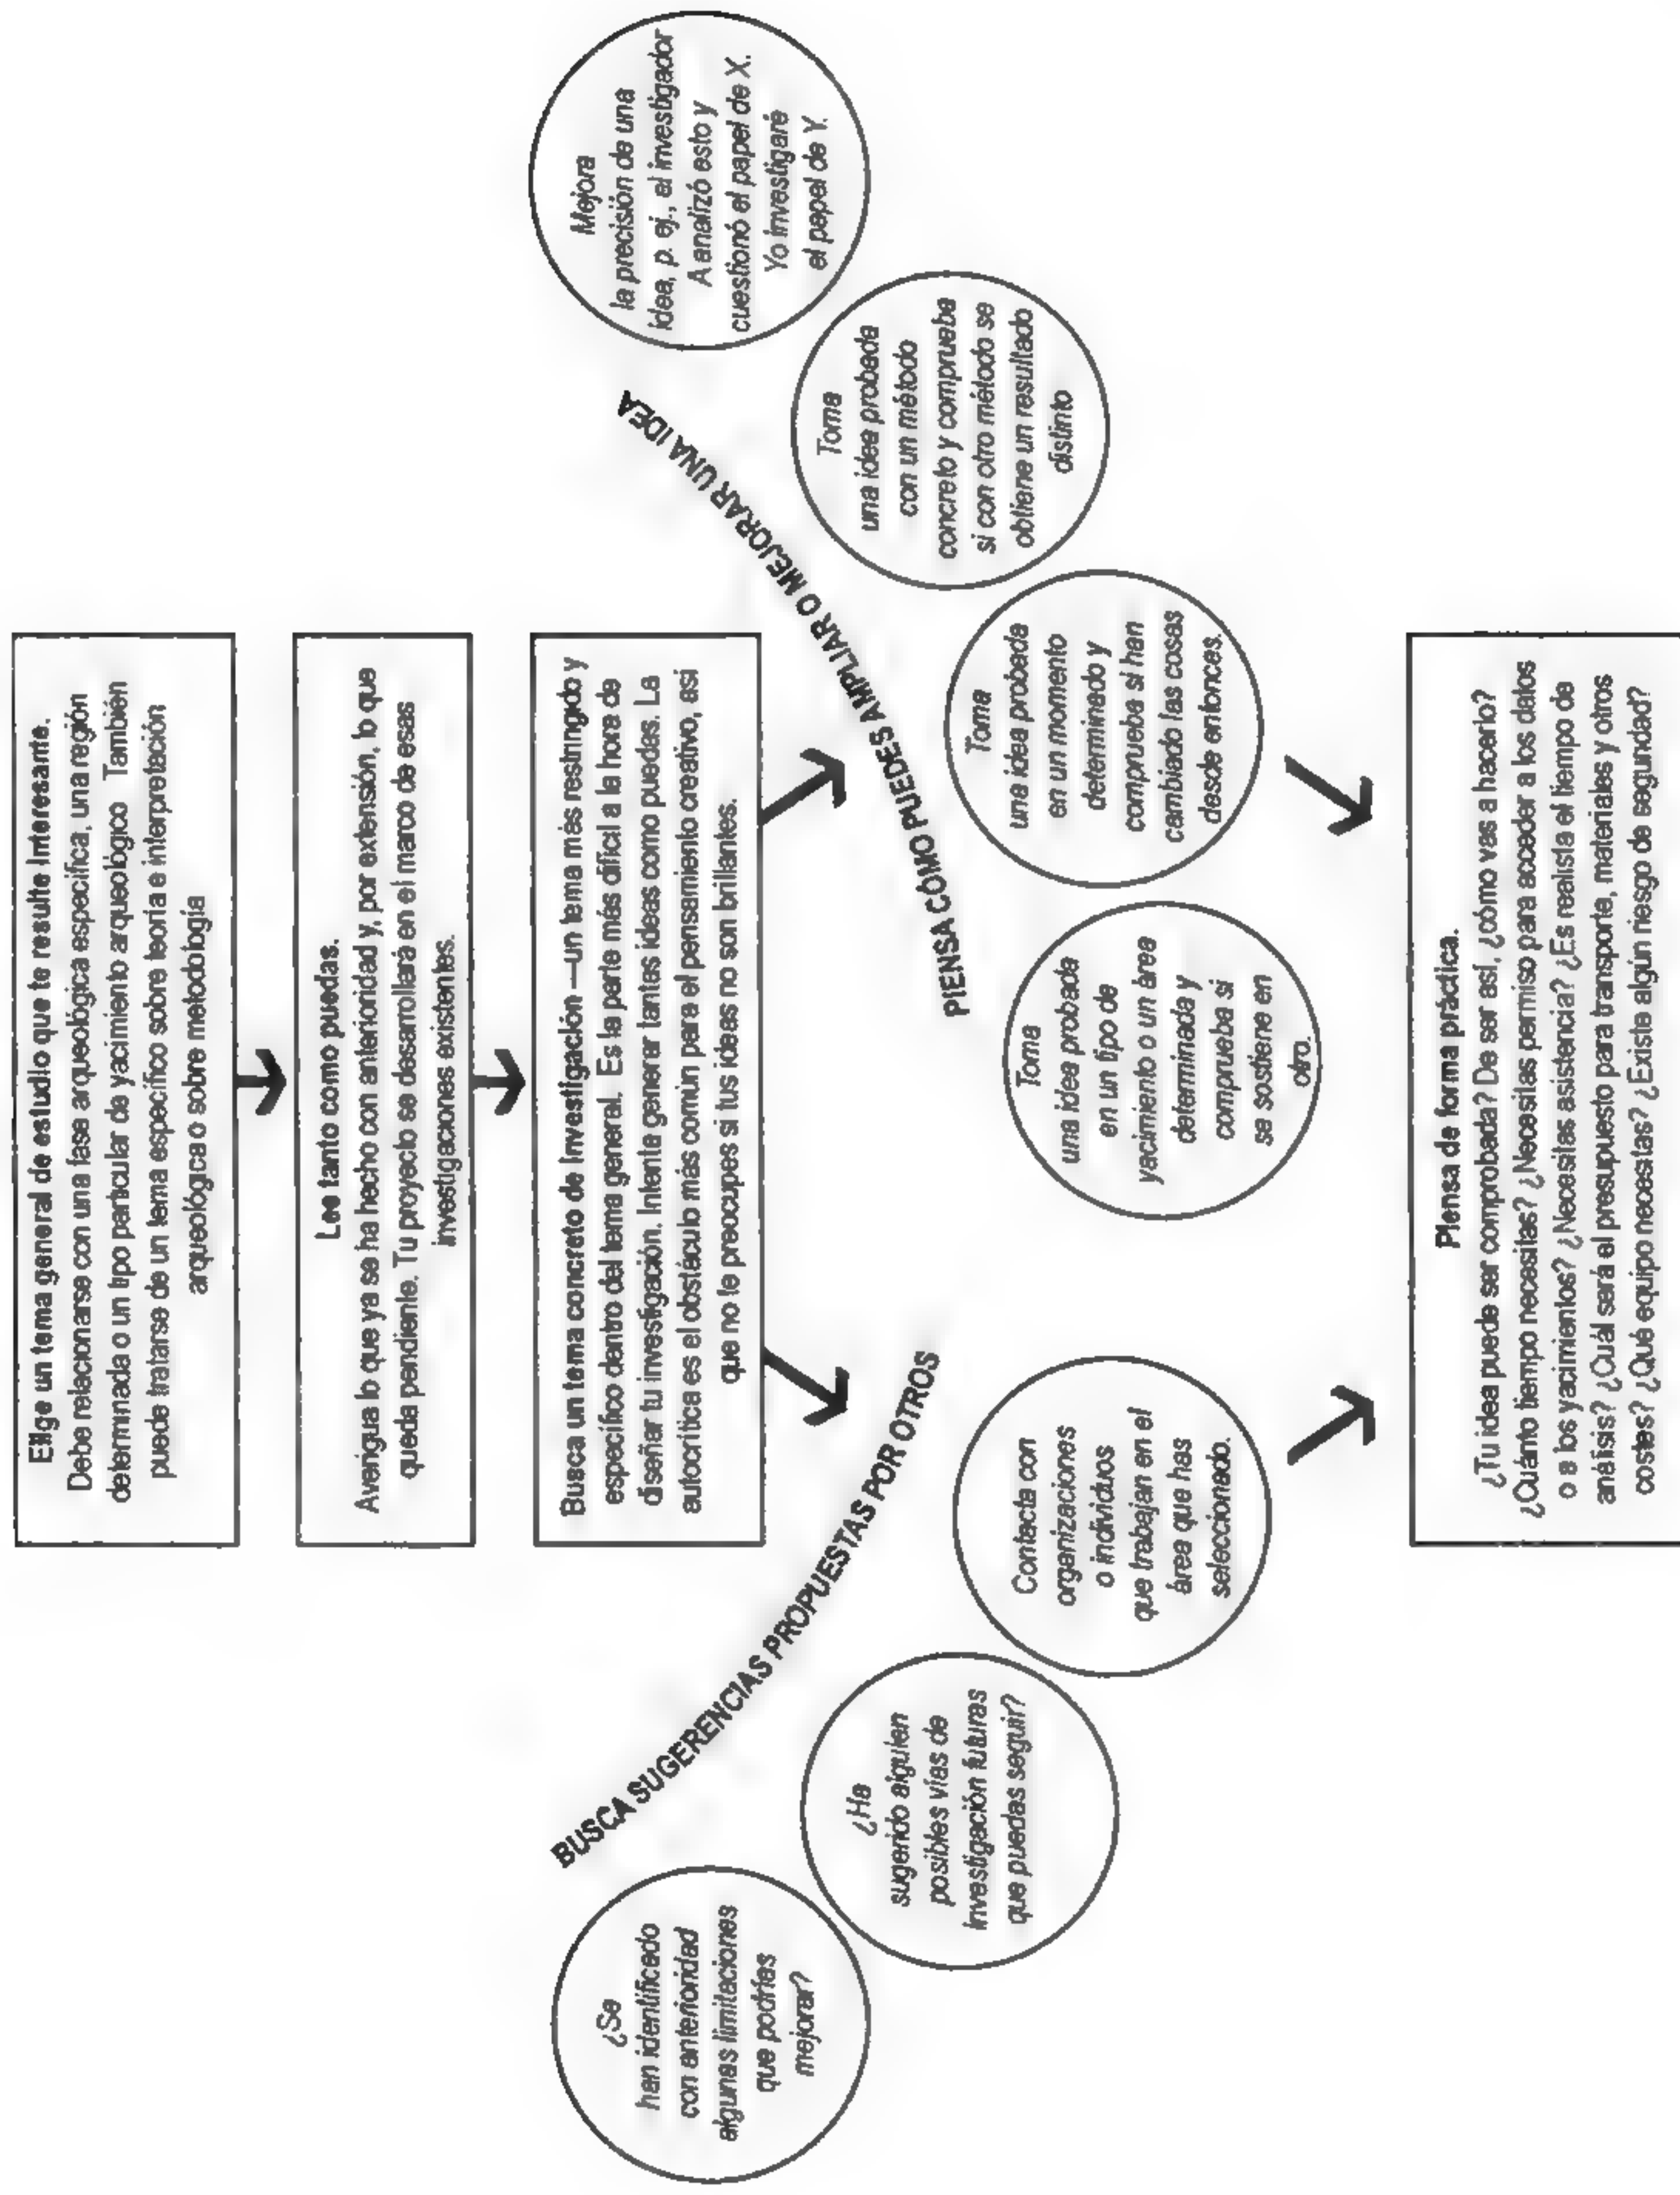 Elige un tema general de estudio que te resulte interesante.
Debe relacionarse con una fase arqueológica específica, una región
determinada o un tipo particular de yacimiento arqueológico También
puede tratarse de un tema específico sobre teoría e interpretación
arqueológica o sobre metodología
Lee tanto como puedas.
Averigua lo que ya se ha hecho con anterioridad y, por extensión, lo que
queda pendiente. Tu proyecto se desarrollará en el marco de esas
investigaciones existentes.
Busca un tema concreto de investigación —un tema más restringido y
específico dentro del tema general. Es la parte más difícil a la hora de
diseñar tu investigación. Intente generar tantas ideas como puedas. La
autocrítica es el obstáculo más común para el pensamiento creativo, así
que no te preocupes si tus ideas no son brillantes.
BUSCA SUGERENCIAS PROPUESTAS POR OTROS
¿Se
han identificado
con anterioridad
algunas limitaciones
que podrías
mejorar?
¿Ha
sugerido alguien
posibles vías de
investigación futuras
que puedas seguir?
Contacta con
organizaciones
o individuos
que trabajan en el
área que has
seleccionado.
PIENSA CÓMO PUEDES AMPLIAR O MEJORAR UNA IDEA
Toma
una idea probada
en un tipo de
yacimiento o un área
determinada y
comprueba si
se sostiene en
otro.
Toma
una idea probada
en un momento
determinado y
comprueba si han
cambiado las cosas
desde entonces.
Toma
una idea probada
con un método
concreto y comprueba
si con otro método se
obtiene un resultado
distinto
Mejora
la precisión de una
idea, p. ej., el investigador
A analizó esto y
cuestionó el papel de X.
Yo investigaré
el papel de Y.
Piensa de forma práctica.
¿Tu idea puede ser comprobada? De ser así, ¿cómo vas a hacerlo?
¿Cuánto tiempo necesitas? ¿Necesitas permiso para acceder a los datos
o a los yacimientos? ¿Necesitas asistencia? ¿Es realista el tiempo de
análisis? ¿Cuál será el presupuesto para transporte, materiales y otros
costes? ¿Qué equipo necesitas? ¿Existe algún riesgo de seguridad?